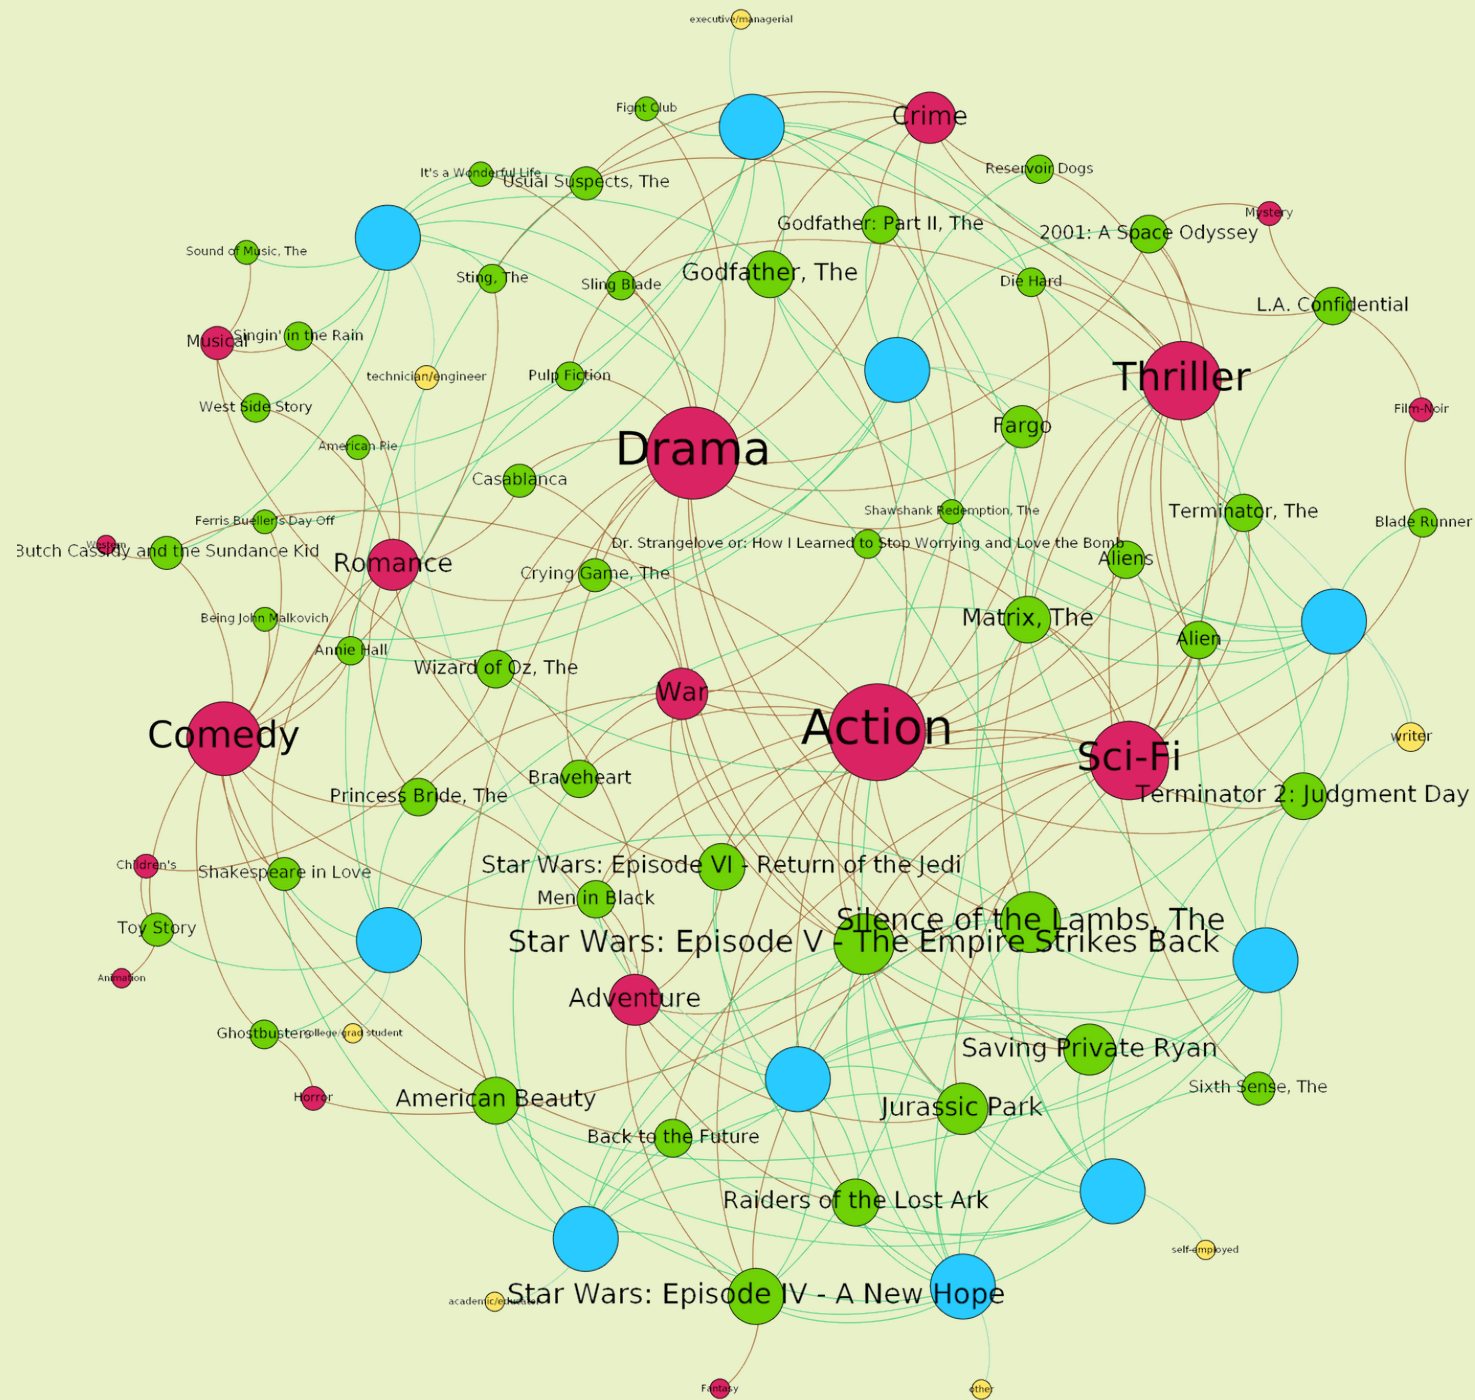 executive/managerial
Fight Club
Crime
Reservoir Dogs
It's a Wonderful Life
Usual Suspects, The
Mystery
Godfather: Part II, The
2001: A Space Odyssey
Sound of Music, The
Godfather, The
Sting, The
Sling Blade
Die Hard
L.A. Confidential
Musical
Singin' in the Rain
technician/engineer
Pulp Fiction
Thriller
West Side Story
Film-Noir
American Pie
Drama
Fargo
Casablanca
Shawshank Redemption, The
Terminator, The
Ferris Bueller's Day Off
Blade Runner
Western
Butch Cassidy and the Sundance Kid
Dr. Strangelove or: How I Learned to Stop Worrying and Love the Bomb
Romance
Crying Game, The
Aliens
Being John Malkovich
Matrix, The
Annie Hall
Alien
Wizard of Oz, The
War
Comedy
Action
writer
Sci-Fi
Braveheart
Princess Bride, The
Terminator 2: Judgment Day
Children's
Shakespeare in Love
Star Wars: Episode VI - Return of the Jedi
Men in Black
Toy Story
Silence of the Lambs, The
Star Wars: Episode V - The Empire Strikes Back
Animation
Adventure
Ghostbusters
college/grad student
Saving Private Ryan
Sixth Sense, The
Horror
American Beauty
Jurassic Park
Back to the Future
Raiders of the Lost Ark
self-employed
academic/educator
Star Wars: Episode IV - A New Hope
Fantasy
other